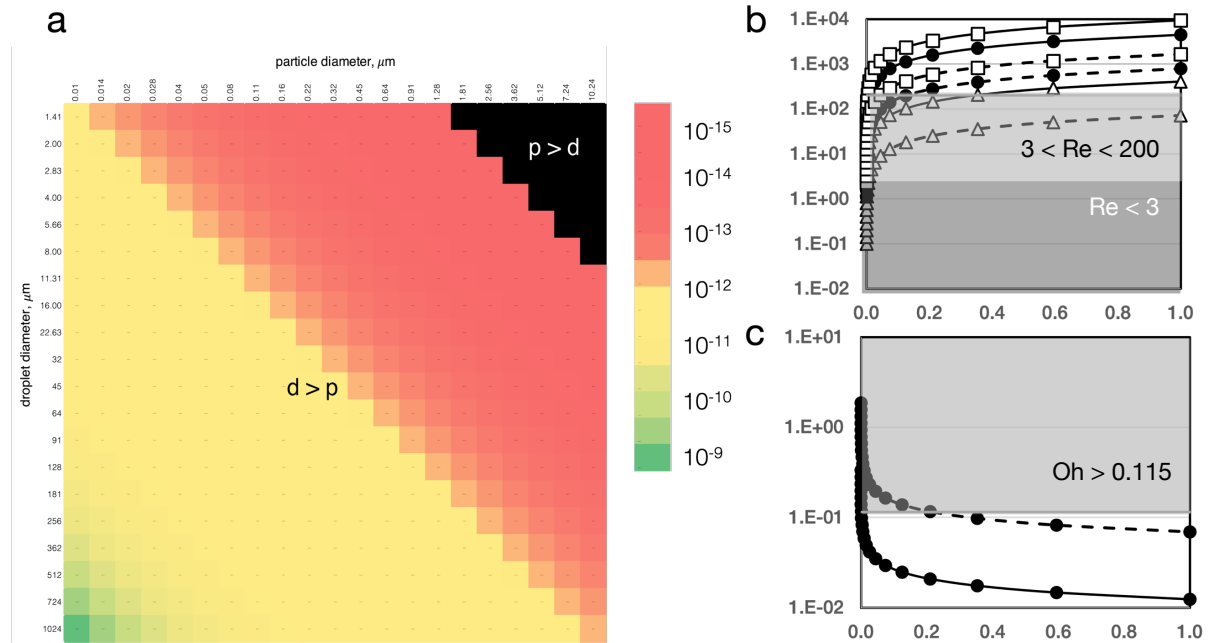 a
particle diameter, μm
0.01 0.014 0.02 0.028 0.04 0.05 0.08 0.11 0.16 0.22 0.32 0.45 0.64 0.91 1.28 1.81 2.56 3.62 5.12 7.24 10.24
droplet diameter, μm
1.41
2.00
2.83
4.00
5.66
8.00
11.31
16.00
22.63
32
45
64
91
128
181
256
362
512
724
1024
p > d
d > p
10⁻¹⁵
10⁻¹⁴
10⁻¹³
10⁻¹²
10⁻¹¹
10⁻¹⁰
10⁻⁹
b
1.E+04
1.E+03
1.E+02
1.E+01
1.E+00
1.E-01
1.E-02
3 < Re < 200
Re < 3
0.0 0.2 0.4 0.6 0.8 1.0
c
1.E+01
1.E+00
1.E-01
1.E-02
Oh > 0.115
0.0 0.2 0.4 0.6 0.8 1.0